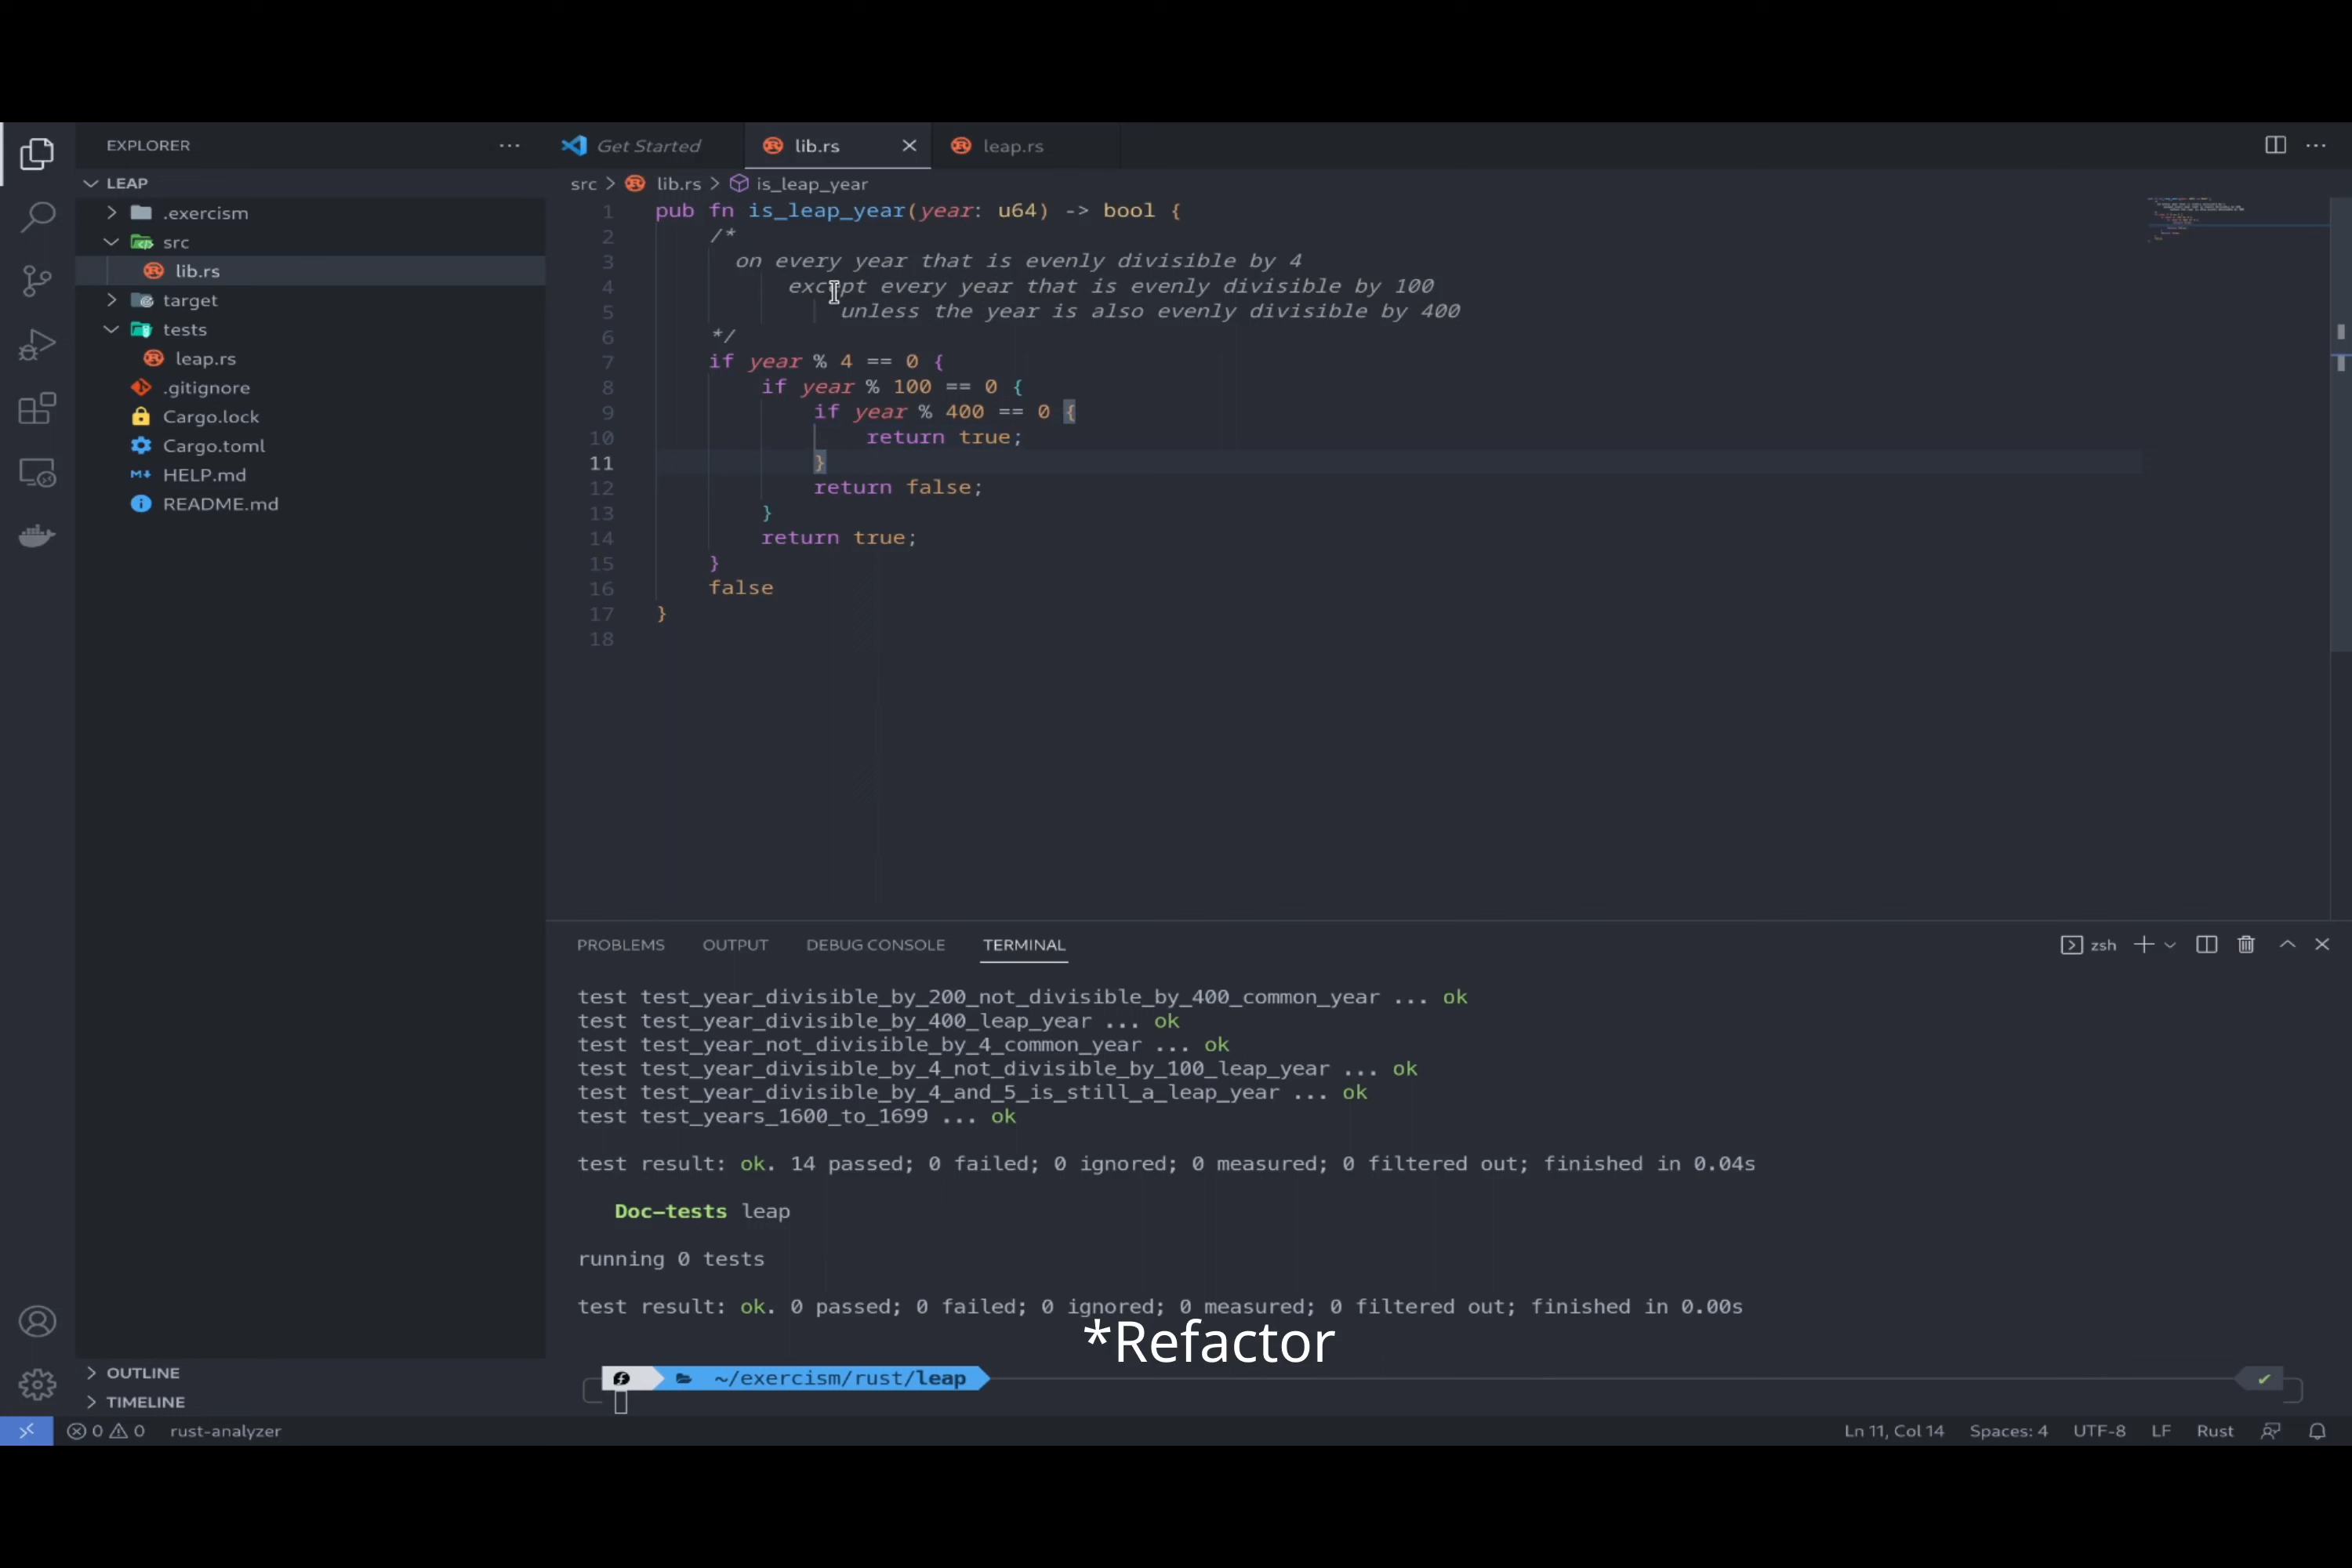 EXPLORER
LEAP
.exercism
src
lib.rs
target
tests
leap.rs
.gitignore
Cargo.lock
Cargo.toml
HELP.md
README.md
OUTLINE
TIMELINE
Get Started
lib.rs
leap.rs
src > lib.rs > is_leap_year
1 pub fn is_leap_year(year: u64) -> bool {
2 /*
3 on every year that is evenly divisible by 4
4 except every year that is evenly divisible by 100
5 unless the year is also evenly divisible by 400
6 */
7 if year % 4 == 0 {
8 if year % 100 == 0 {
9 if year % 400 == 0 {
10 return true;
11 }
12 return false;
13 }
14 return true;
15 }
16 false
17 }
18
PROBLEMS OUTPUT DEBUG CONSOLE TERMINAL
zsh
test test_year_divisible_by_200_not_divisible_by_400_common_year ... ok
test test_year_divisible_by_400_leap_year ... ok
test test_year_not_divisible_by_4_common_year ... ok
test test_year_divisible_by_4_not_divisible_by_100_leap_year ... ok
test test_year_divisible_by_4_and_5_is_still_a_leap_year ... ok
test test_years_1600_to_1699 ... ok
test result: ok. 14 passed; 0 failed; 0 ignored; 0 measured; 0 filtered out; finished in 0.04s
Doc-tests leap
running 0 tests
test result: ok. 0 passed; 0 failed; 0 ignored; 0 measured; 0 filtered out; finished in 0.00s
*Refactor
~/exercism/rust/leap
0 0 rust-analyzer
Ln 11, Col 14 Spaces: 4 UTF-8 LF Rust